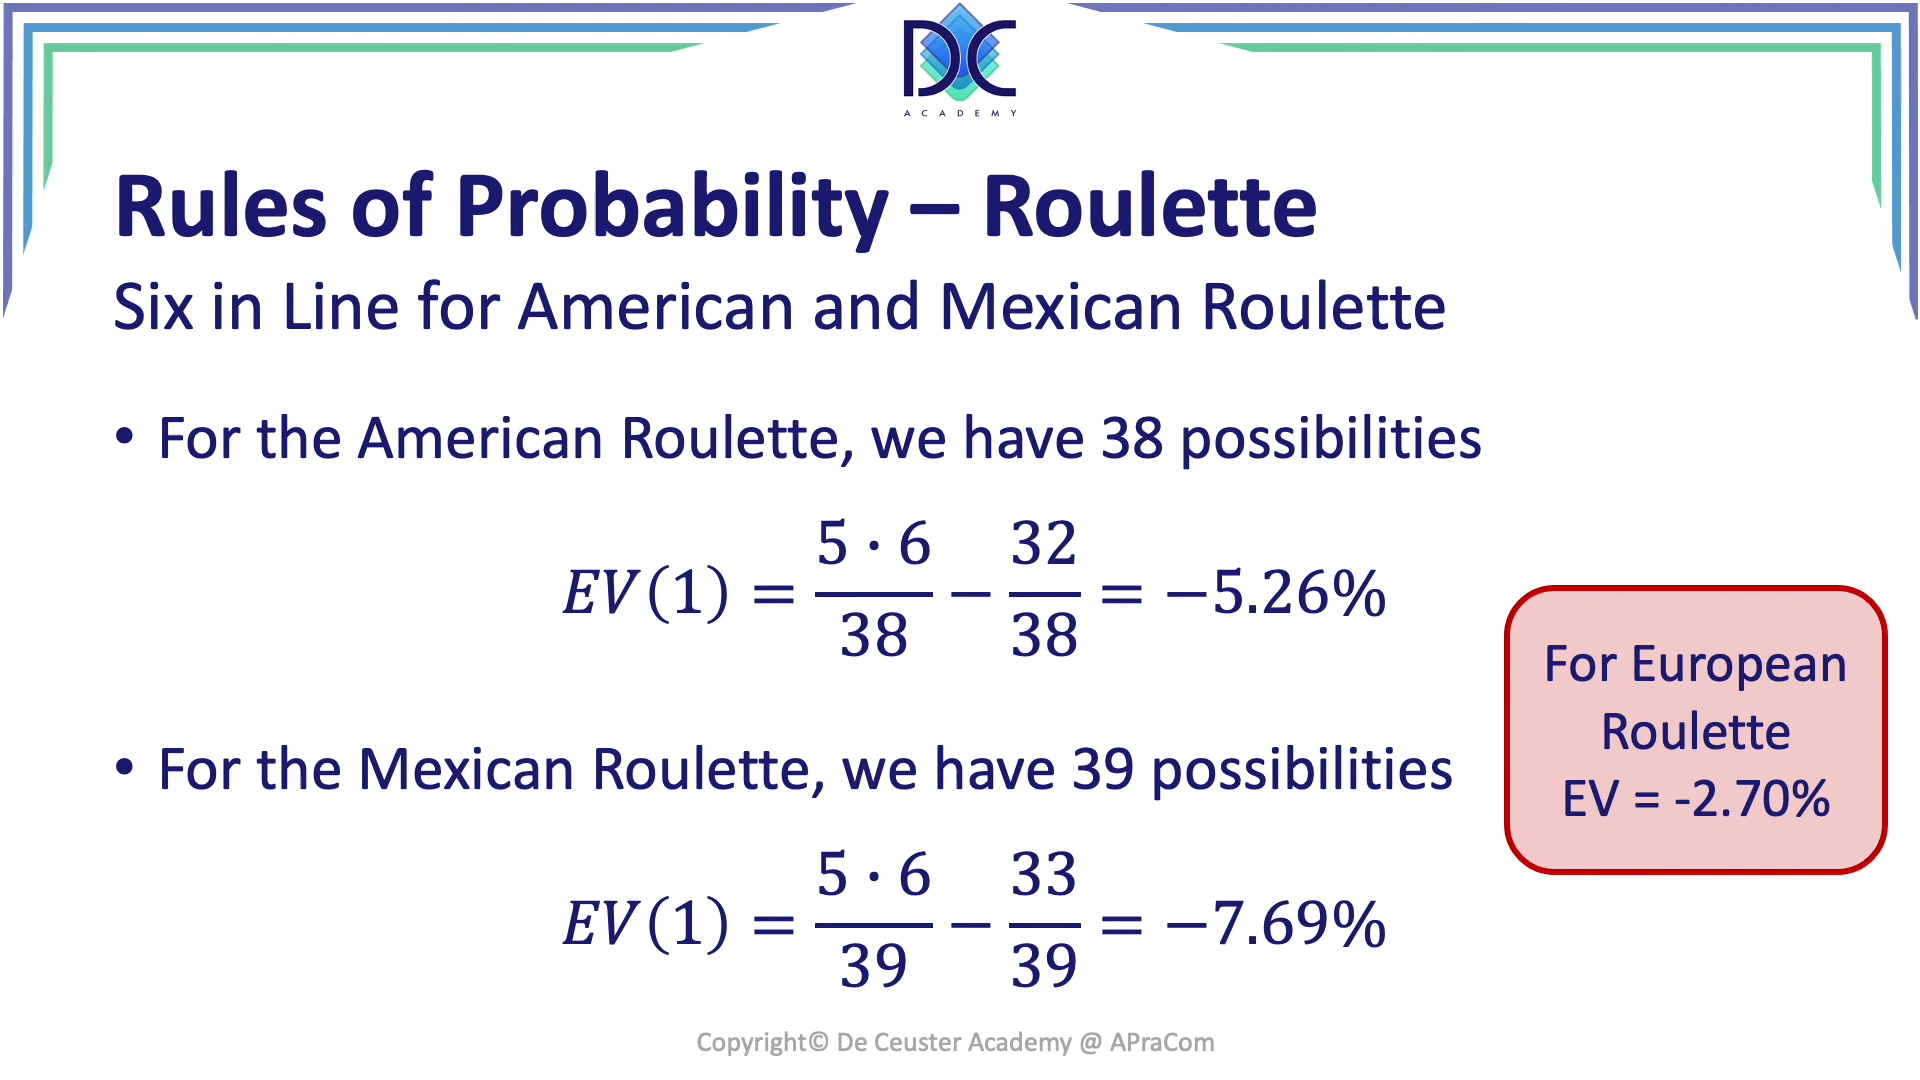 DC
ACADEMY
Rules of Probability – Roulette
Six in Line for American and Mexican Roulette
• For the American Roulette, we have 38 possibilities
EV(1) = 5 · 6 / 38 − 32 / 38 = −5.26%
For European
Roulette
EV = -2.70%
• For the Mexican Roulette, we have 39 possibilities
EV(1) = 5 · 6 / 39 − 33 / 39 = −7.69%
Copyright© De Ceuster Academy @ APraCom